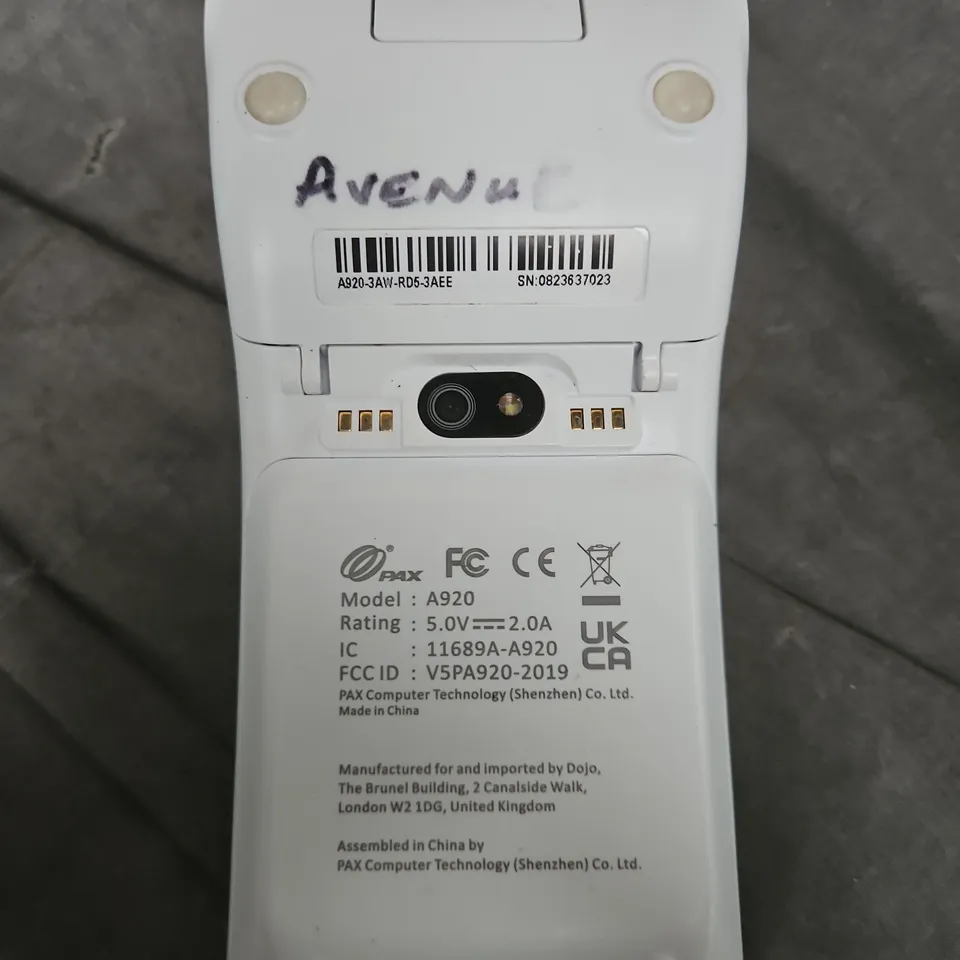 AVENUE
A920-3AW-RD5-3AEE SN:0823637023
PAX FC CE
Model : A920
Rating : 5.0V⎓2.0A
IC : 11689A-A920
FCC ID : V5PA920-2019
UK
CA
PAX Computer Technology (Shenzhen) Co. Ltd.
Made in China
Manufactured for and imported by Dojo,
The Brunel Building, 2 Canalside Walk,
London W2 1DG, United Kingdom
Assembled in China by
PAX Computer Technology (Shenzhen) Co. Ltd.